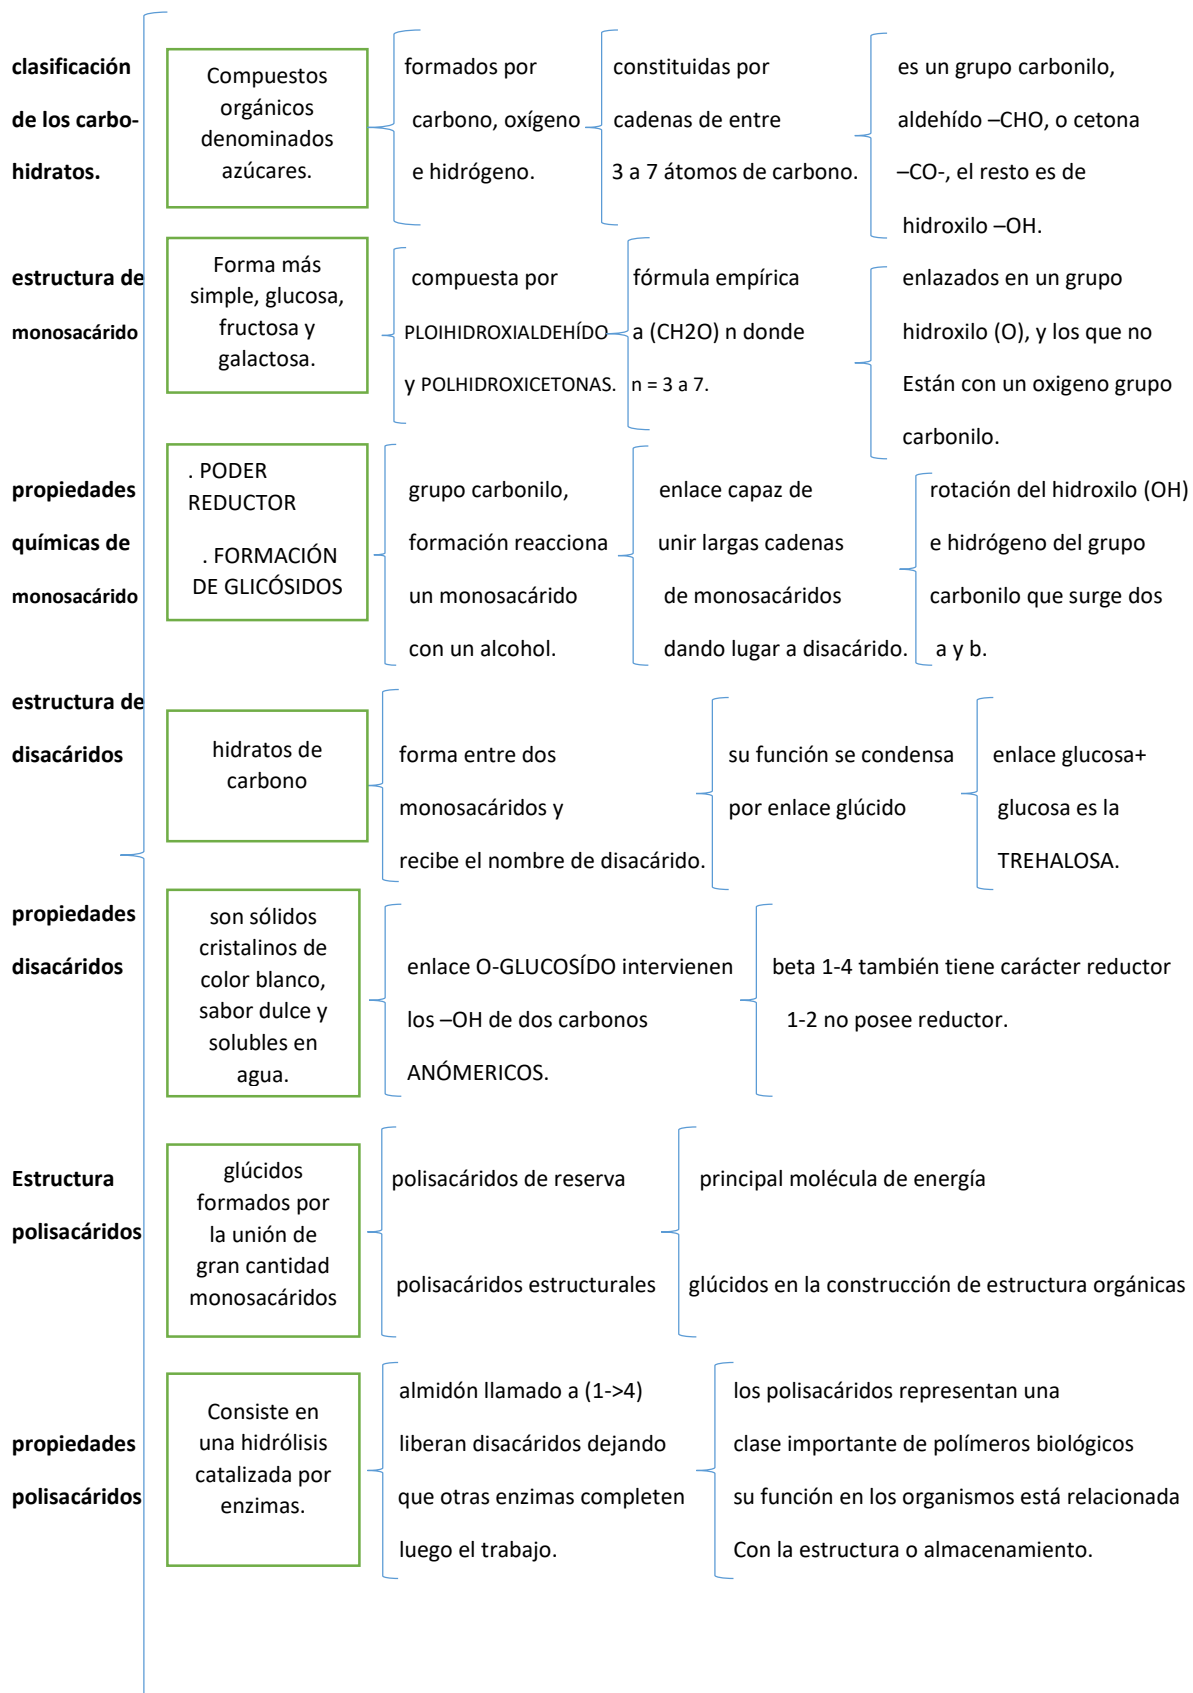 clasificación
de los carbo-
hidratos.
Compuestos
orgánicos
denominados
azúcares.
formados por
carbono, oxígeno
e hidrógeno.
constituidas por
cadenas de entre
3 a 7 átomos de carbono.
es un grupo carbonilo,
aldehído –CHO, o cetona
–CO-, el resto es de
hidroxilo –OH.
estructura de
monosacárido
Forma más
simple, glucosa,
fructosa y
galactosa.
compuesta por
PLOIHIDROXIALDEHÍDO
y POLHIDROXICETONAS.
fórmula empírica
a (CH2O) n donde
n = 3 a 7.
enlazados en un grupo
hidroxilo (O), y los que no
Están con un oxigeno grupo
carbonilo.
propiedades
químicas de
monosacárido
. PODER
REDUCTOR
. FORMACIÓN
DE GLICÓSIDOS
grupo carbonilo,
formación reacciona
un monosacárido
con un alcohol.
enlace capaz de
unir largas cadenas
de monosacáridos
dando lugar a disacárido.
rotación del hidroxilo (OH)
e hidrógeno del grupo
carbonilo que surge dos
a y b.
estructura de
disacáridos
hidratos de
carbono
forma entre dos
monosacáridos y
recibe el nombre de disacárido.
su función se condensa
por enlace glúcido
enlace glucosa+
glucosa es la
TREHALOSA.
propiedades
disacáridos
son sólidos
cristalinos de
color blanco,
sabor dulce y
solubles en
agua.
enlace O-GLUCOSÍDO intervienen
los –OH de dos carbonos
ANÓMERICOS.
beta 1-4 también tiene carácter reductor
1-2 no posee reductor.
Estructura
polisacáridos
glúcidos
formados por
la unión de
gran cantidad
monosacáridos
polisacáridos de reserva
polisacáridos estructurales
principal molécula de energía
glúcidos en la construcción de estructura orgánicas
propiedades
polisacáridos
Consiste en
una hidrólisis
catalizada por
enzimas.
almidón llamado a (1->4)
liberan disacáridos dejando
que otras enzimas completen
luego el trabajo.
los polisacáridos representan una
clase importante de polímeros biológicos
su función en los organismos está relacionada
Con la estructura o almacenamiento.